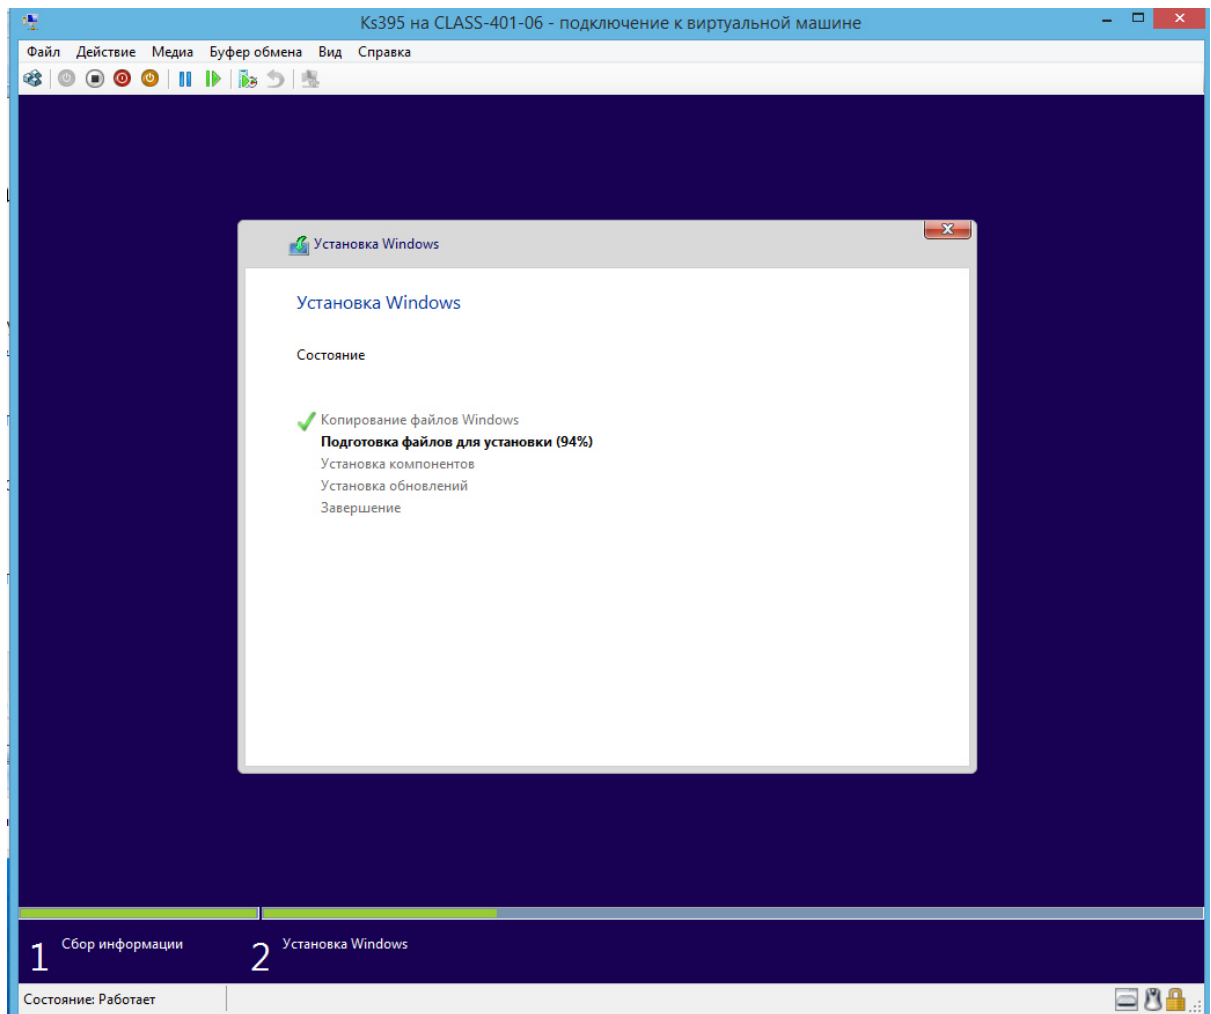 Ks395 на CLASS-401-06 - подключение к виртуальной машине
Файл Действие Медиа Буфер обмена Вид Справка
Установка Windows
Установка Windows
Состояние
Копирование файлов Windows
Подготовка файлов для установки (94%)
Установка компонентов
Установка обновлений
Завершение
1 Сбор информации 2 Установка Windows
Состояние: Работает